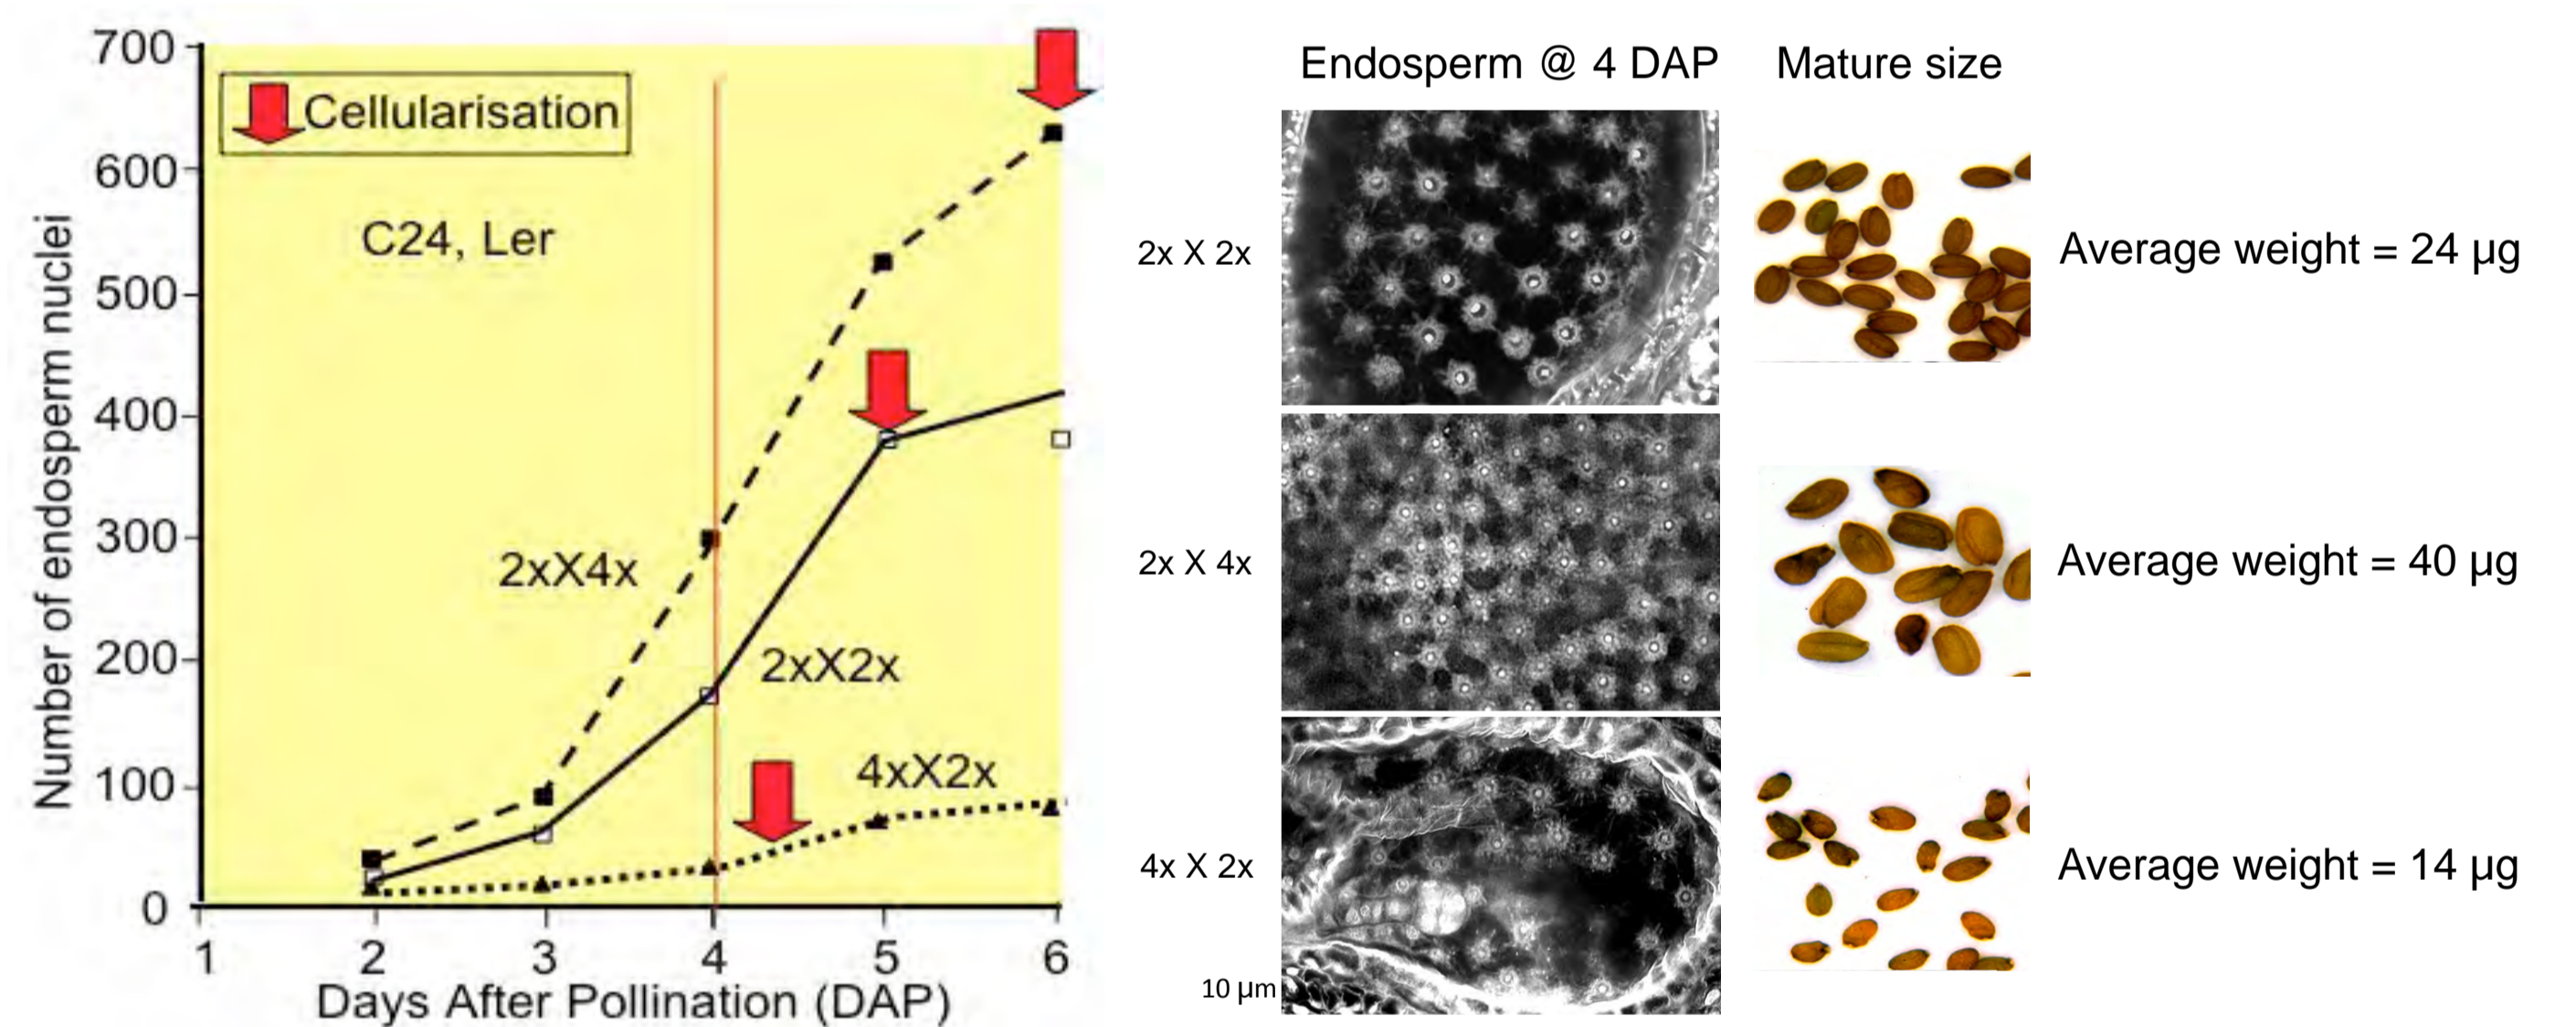 700
600
500
400
300
200
100
0
Number of endosperm nuclei
Cellularisation
C24, Ler
2xX4x
2xX2x
4xX2x
1 2 3 4 5 6
Days After Pollination (DAP)
Endosperm @ 4 DAP
Mature size
2x X 2x
Average weight = 24 µg
2x X 4x
Average weight = 40 µg
4x X 2x
Average weight = 14 µg
10 µm